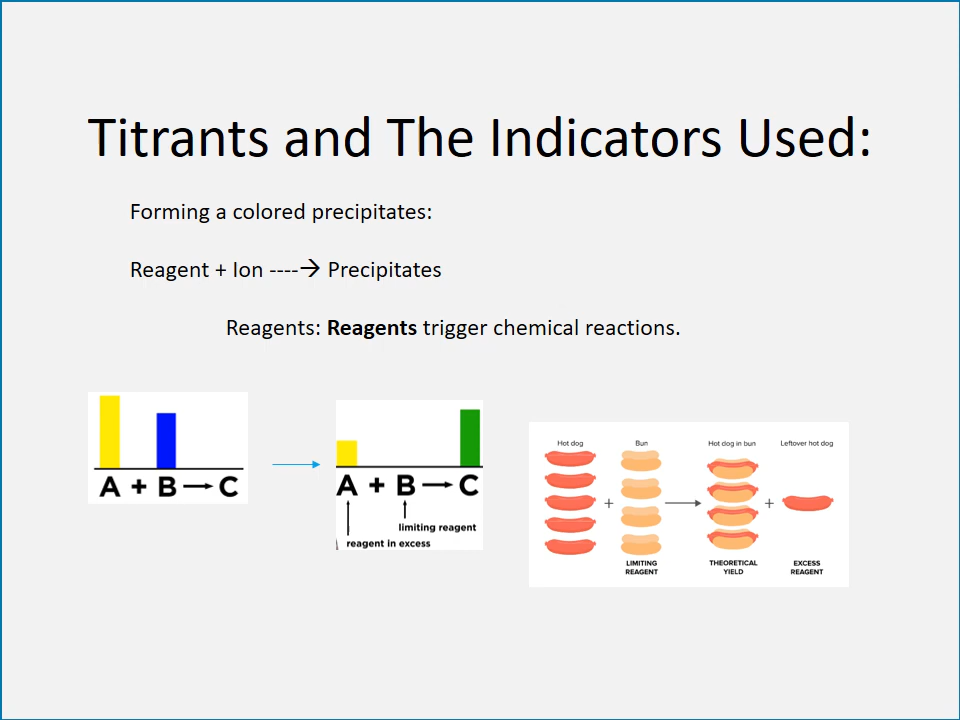 Titrants and The Indicators Used:
Forming a colored precipitates:
Reagent + Ion ----→ Precipitates
Reagents: Reagents trigger chemical reactions.
A + B → C
A + B → C
limiting reagent
reagent in excess
Hot dog
Bun
Hot dog in bun
Leftover hot dog
+ → +
LIMITING
REAGENT
THEORETICAL
YIELD
EXCESS
REAGENT